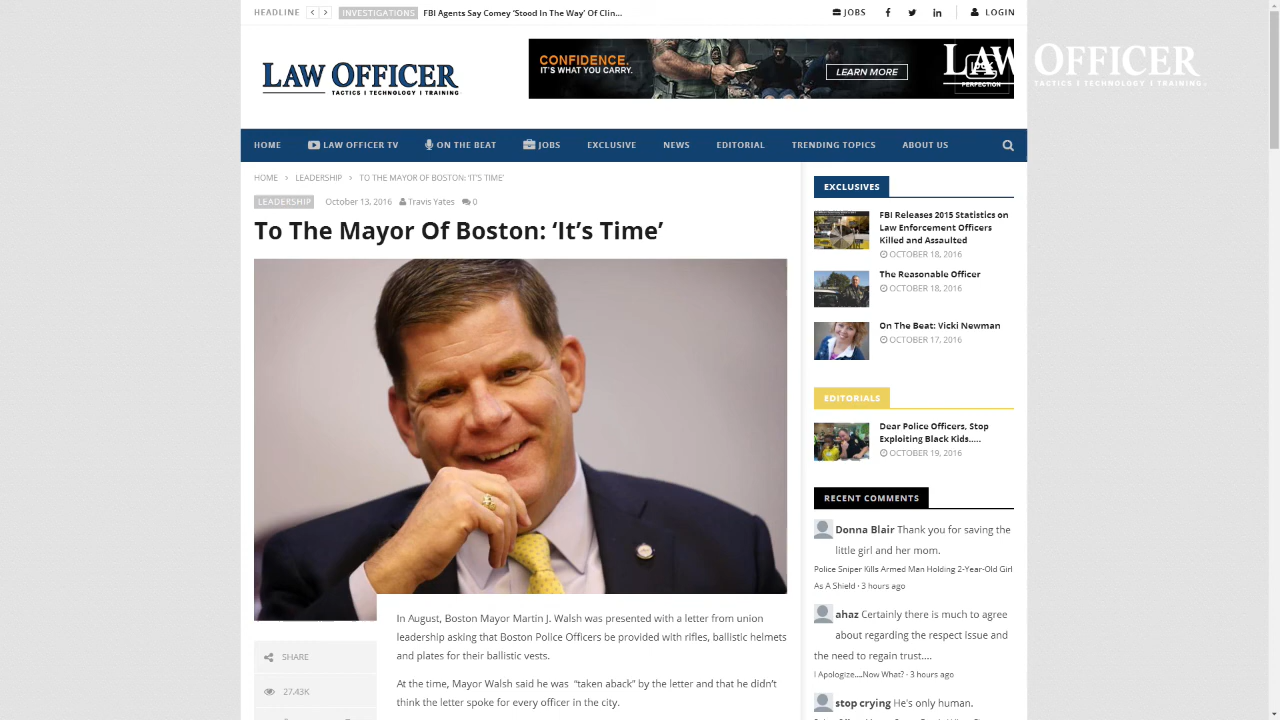 HEADLINE
INVESTIGATIONS
FBI Agents Say Comey ‘Stood In The Way’ Of Clin...
JOBS
LOGIN
LAW OFFICER
TACTICS | TECHNOLOGY | TRAINING
CONFIDENCE.
IT'S WHAT YOU CARRY.
LEARN MORE
PERFECTION
LAW OFFICER
TACTICS | TECHNOLOGY | TRAINING
HOME
LAW OFFICER TV
ON THE BEAT
JOBS
EXCLUSIVE
NEWS
EDITORIAL
TRENDING TOPICS
ABOUT US
HOME > LEADERSHIP > TO THE MAYOR OF BOSTON: ‘IT’S TIME’
LEADERSHIP October 13, 2016 Travis Yates 0
To The Mayor Of Boston: ‘It’s Time’
In August, Boston Mayor Martin J. Walsh was presented with a letter from union
leadership asking that Boston Police Officers be provided with rifles, ballistic helmets
and plates for their ballistic vests.
At the time, Mayor Walsh said he was “taken aback” by the letter and that he didn’t
think the letter spoke for every officer in the city.
SHARE
27.43K
EXCLUSIVES
FBI Releases 2015 Statistics on
Law Enforcement Officers
Killed and Assaulted
OCTOBER 18, 2016
The Reasonable Officer
OCTOBER 18, 2016
On The Beat: Vicki Newman
OCTOBER 17, 2016
EDITORIALS
Dear Police Officers, Stop
Exploiting Black Kids.....
OCTOBER 19, 2016
RECENT COMMENTS
Donna Blair Thank you for saving the
little girl and her mom.
Police Sniper Kills Armed Man Holding 2-Year-Old Girl
As A Shield · 3 hours ago
ahaz Certainly there is much to agree
about regarding the respect issue and
the need to regain trust....
I Apologize....Now What? · 3 hours ago
stop crying He's only human.